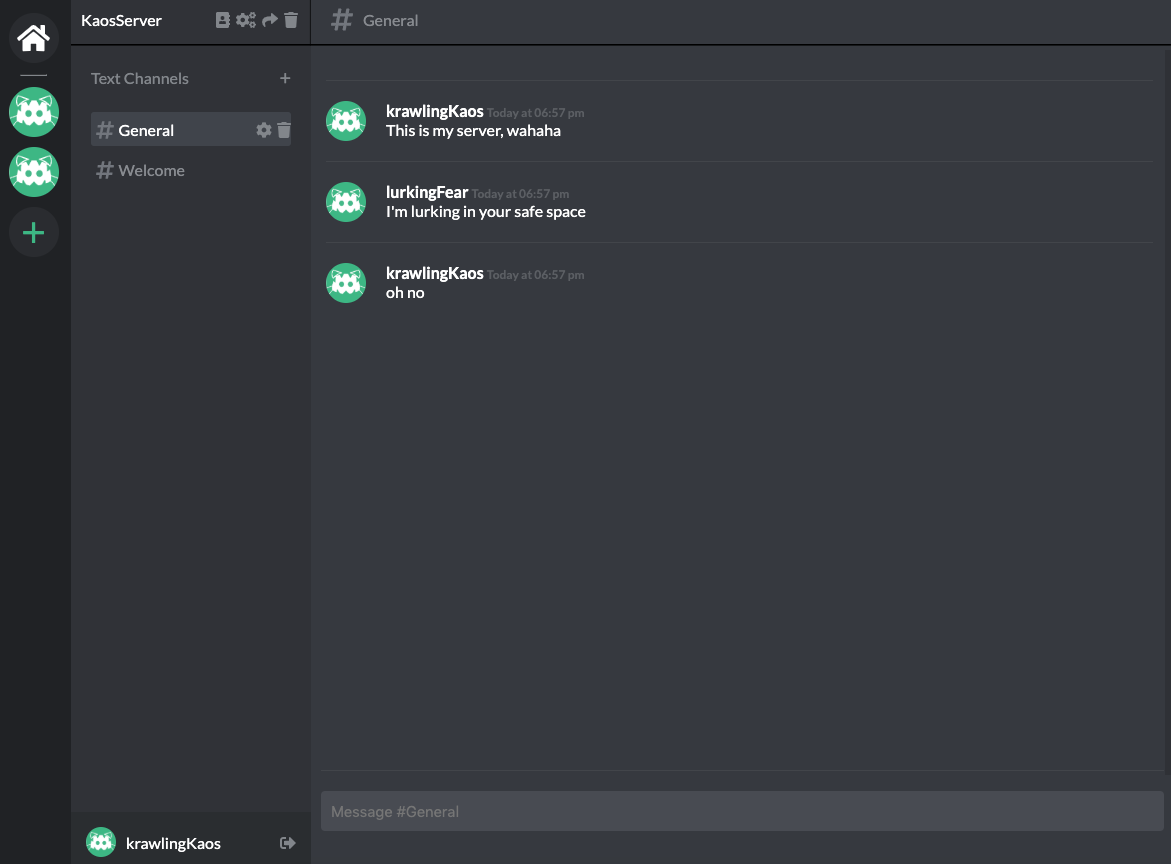 KaosServer
# General
Text Channels +
# General
# Welcome
krawlingKaos Today at 06:57 pm
This is my server, wahaha
lurkingFear Today at 06:57 pm
I'm lurking in your safe space
krawlingKaos Today at 06:57 pm
oh no
Message #General
krawlingKaos